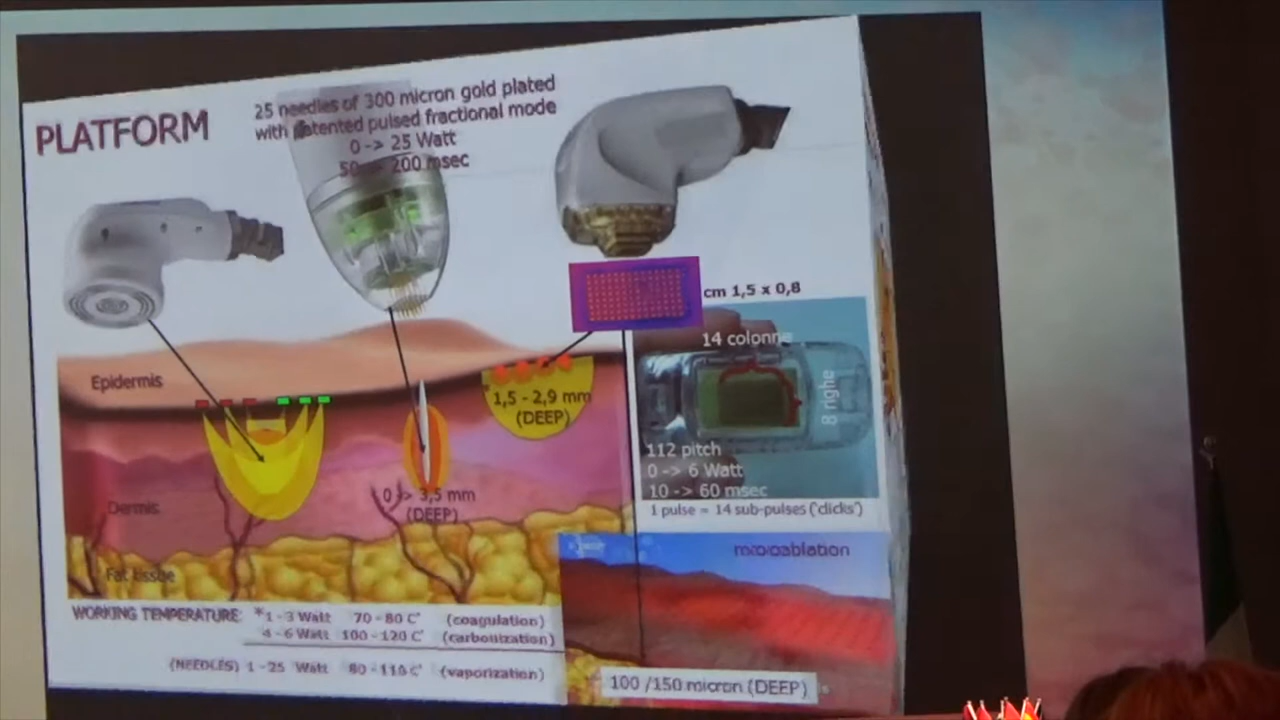 PLATFORM
25 needles of 300 micron gold plated
with patented pulsed fractional mode
0 -> 25 Watt
50 -> 200 msec
cm 1,5 x 0,8
14 colonne
8 righe
Epidermis
1,5 - 2,9 mm
(DEEP)
112 pitch
0 -> 6 Watt
10 -> 60 msec
1 pulse = 14 sub-pulses ('clicks')
0 -> 3,5 mm
(DEEP)
Dermis
Fat tissue
microablation
WORKING TEMPERATURE: *1 - 3 Watt 70 - 80 C° (coagulation)
4 - 6 Watt 100 - 120 C° (carbonization)
(NEEDLES) 1 - 25 Watt 80 - 110 C° (vaporization)
100 /150 micron (DEEP)